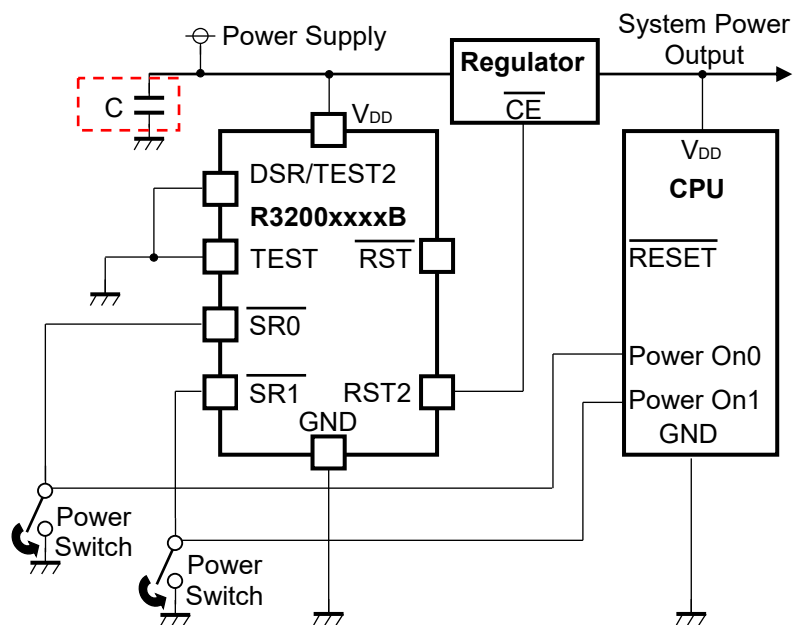 Power Supply
System Power
Output
Regulator
CE
C
VDD
VDD
CPU
DSR/TEST2
R3200xxxxB
TEST
RST
RESET
SR0
Power On0
SR1
RST2
Power On1
GND
GND
Power
Switch
Power
Switch